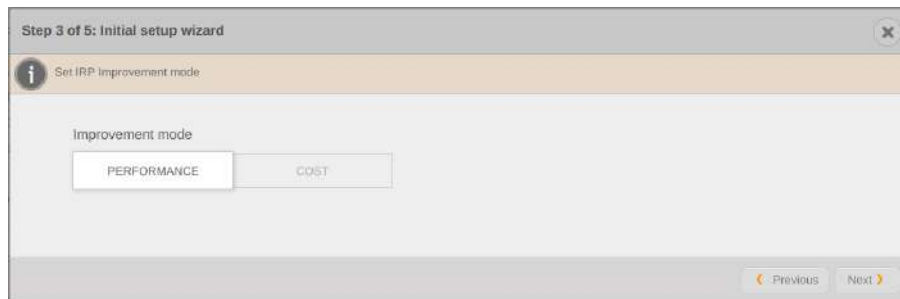 Step 3 of 5: Initial setup wizard
Set IRP Improvement mode
Improvement mode
PERFORMANCE COST
Previous Next